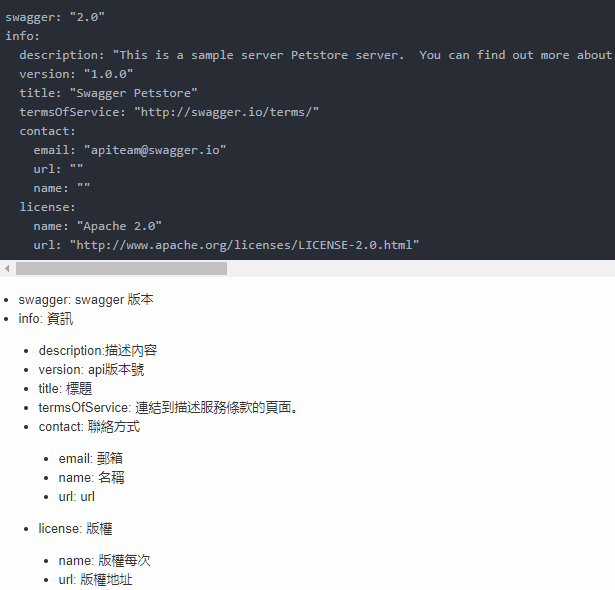 swagger: "2.0"
info:
  description: "This is a sample server Petstore server.  You can find out more about
  version: "1.0.0"
  title: "Swagger Petstore"
  termsOfService: "http://swagger.io/terms/"
  contact:
    email: "apiteam@swagger.io"
    url: ""
    name: ""
  license:
    name: "Apache 2.0"
    url: "http://www.apache.org/licenses/LICENSE-2.0.html"
• swagger: swagger 版本
• info: 資訊
• description:描述內容
• version: api版本號
• title: 標題
• termsOfService: 連結到描述服務條款的頁面。
• contact: 聯絡方式
• email: 郵箱
• name: 名稱
• url: url
• license: 版權
• name: 版權每次
• url: 版權地址